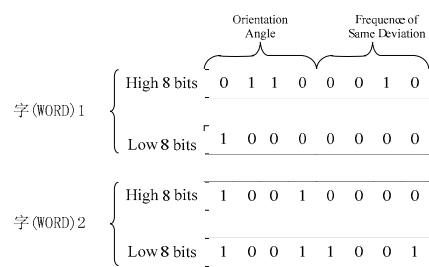 Orientation Angle
Frequence of Same Deviation
字(WORD)1
High 8 bits 0 1 1 0 0 0 1 0
Low 8 bits 1 0 0 0 0 0 0 0
字(WORD)2
High 8 bits 1 0 0 1 0 0 0 0
Low 8 bits 1 0 0 1 1 0 0 1